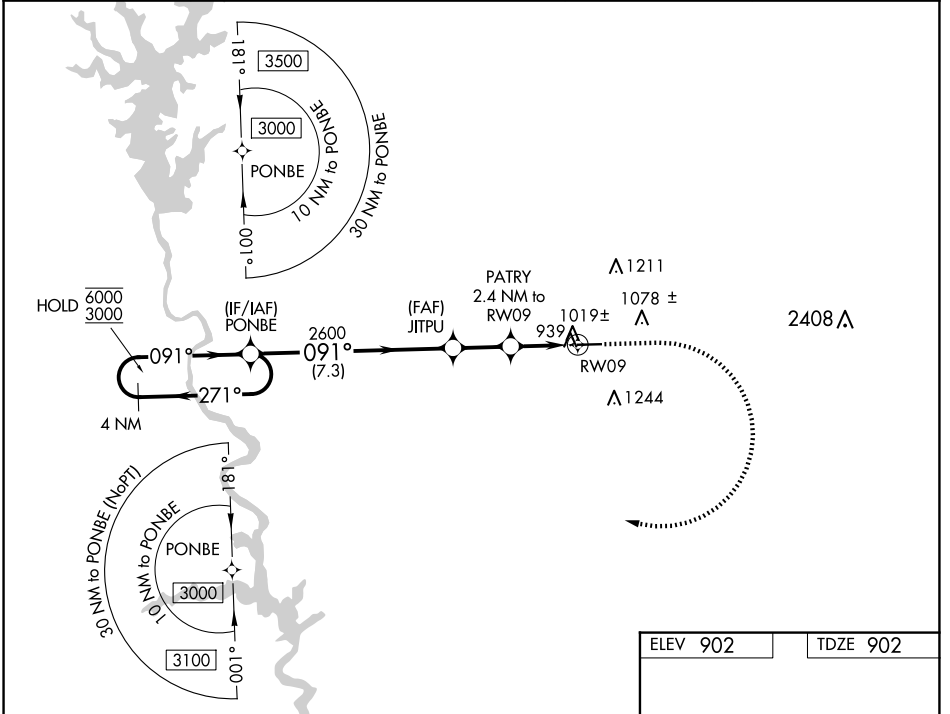 181°
3500
3000
PONBE
10 NM to PONBE
30 NM to PONBE
001°
HOLD 6000
3000
(IF/IAF)
PONBE
091°
271°
4 NM
2600
091°
(7.3)
(FAF)
JITPU
PATRY
2.4 NM to
RW09
939
1019±
RW09
1211
1078 ±
1244
2408
30 NM to PONBE (NoPT)
10 NM to PONBE
181°
PONBE
3000
3100
001°
ELEV 902
TDZE 902